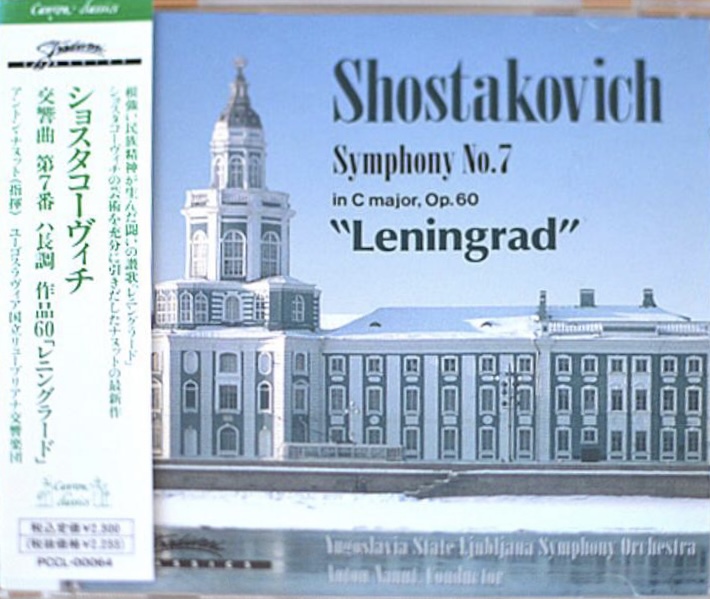 Canyon classics
ショスタコーヴィチ
交響曲 第7番 ハ長調 作品60「レニングラード」
アントン・ナヌット(指揮) ユーゴスラヴィア国立リューブリアナ交響楽団
根強い民族精神が生んだ闘いの讃歌「レニングラード」
ショスタコーヴィチの芸術を充分に引きだしたナヌットの最新作
Canyon
classics
税込定価¥2,300
(税抜価格¥2,233)
PCCL-00064
Shostakovich
Symphony No.7
in C major, Op.60
"Leningrad"
Yugoslavia State Ljubljana Symphony Orchestra
Anton Nanut, Conductor